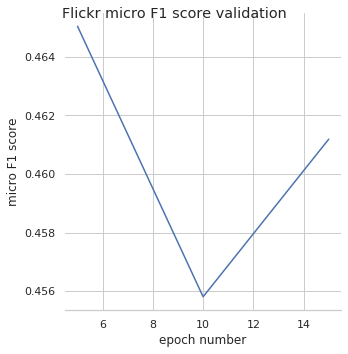 Flickr micro F1 score validation
0.464
0.462
0.460
0.458
0.456
micro F1 score
6 8 10 12 14
epoch number